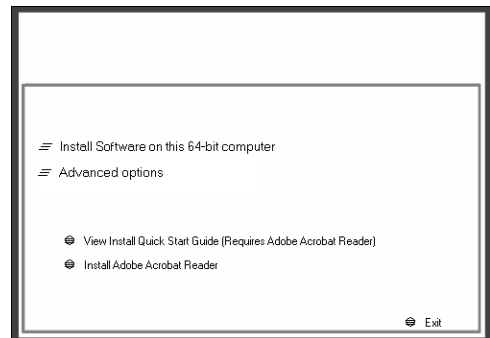 Install Software on this 64-bit computer
Advanced options
View Install Quick Start Guide (Requires Adobe Acrobat Reader)
Install Adobe Acrobat Reader
Exit